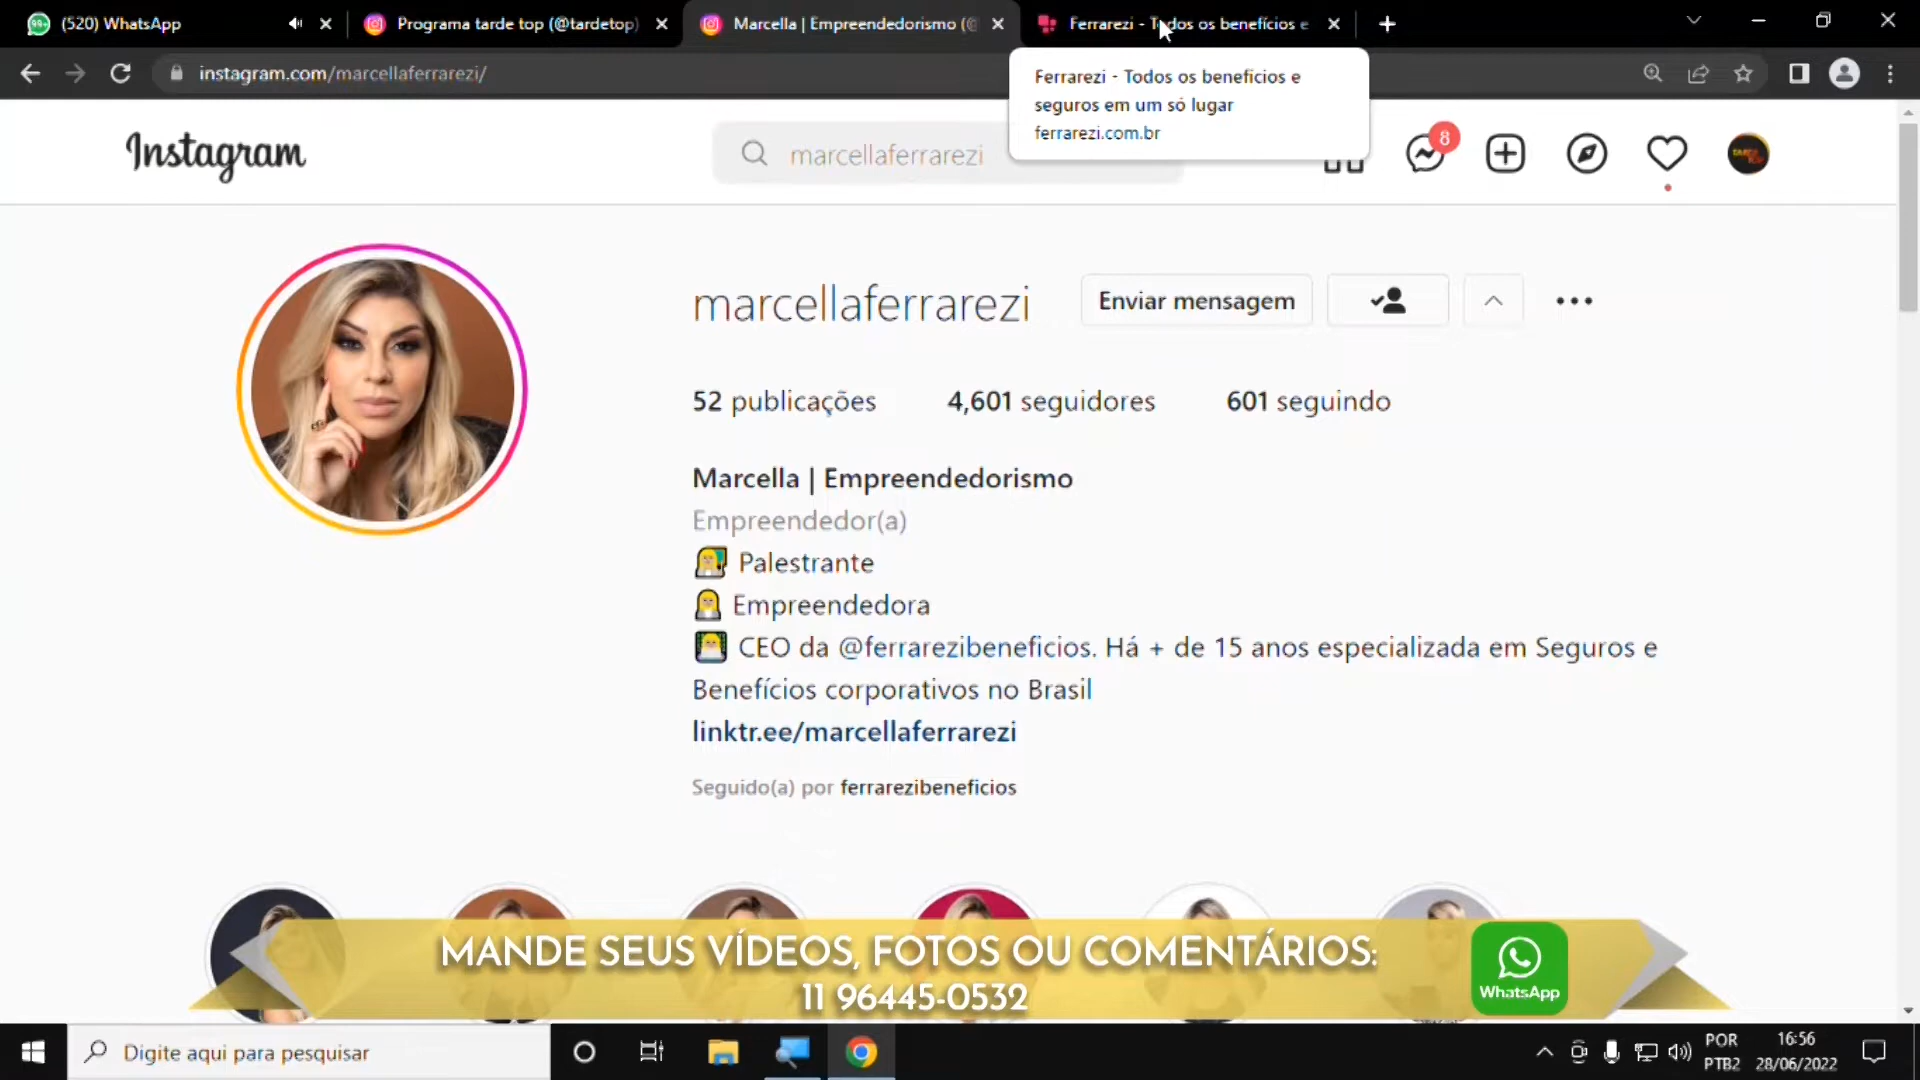 99+
(520) WhatsApp
Programa tarde top (@tardetop)
Marcella | Empreendedorismo (@
Ferrarezi - Todos os benefícios e
instagram.com/marcellaferrarezi/
Ferrarezi - Todos os benefícios e
seguros em um só lugar
ferrarezi.com.br
Instagram
marcellaferrarezi
8
marcellaferrarezi
Enviar mensagem
52 publicações
4,601 seguidores
601 seguindo
Marcella | Empreendedorismo
Empreendedor(a)
Palestrante
Empreendedora
CEO da @ferrarezibeneficios. Há + de 15 anos especializada em Seguros e
Benefícios corporativos no Brasil
linktr.ee/marcellaferrarezi
Seguido(a) por ferrarezibeneficios
MANDE SEUS VÍDEOS, FOTOS OU COMENTÁRIOS:
11 96445-0532
WhatsApp
Digite aqui para pesquisar
POR
PTB2
16:56
28/06/2022